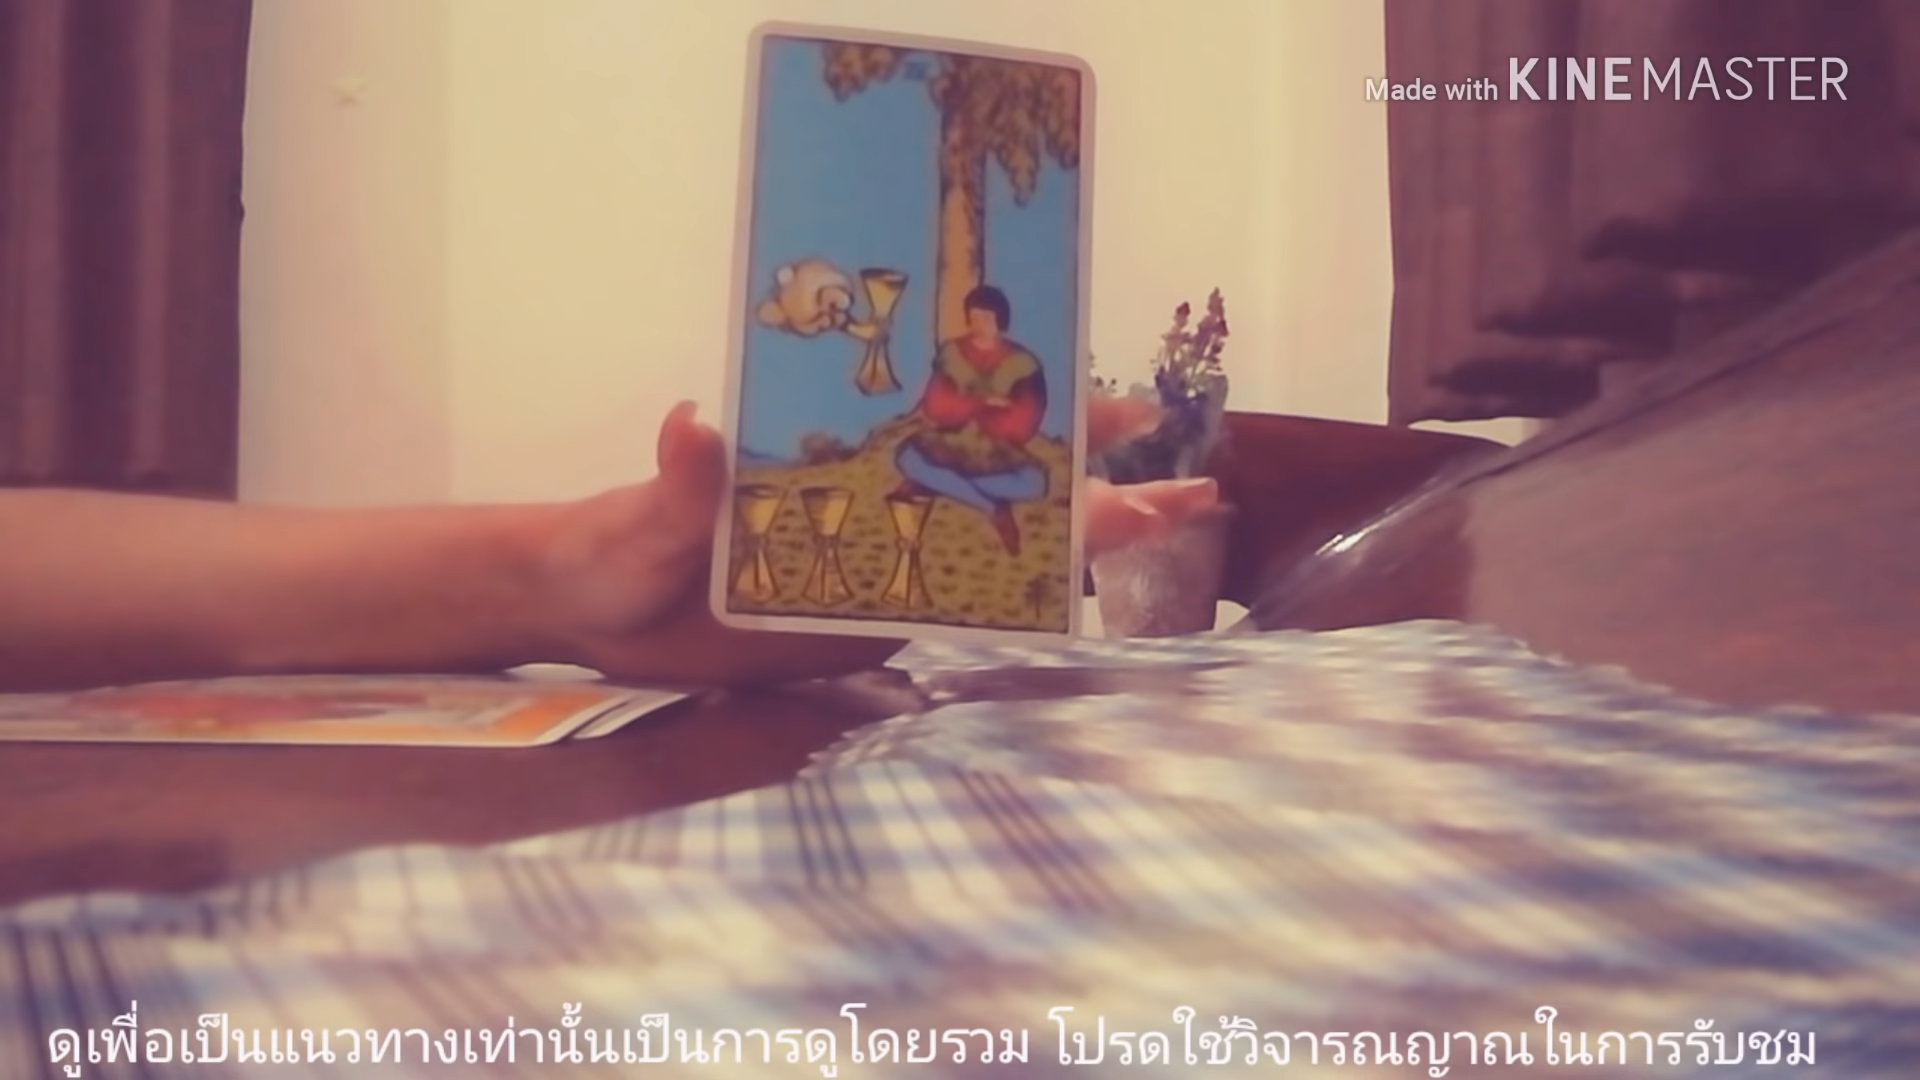 Made with KINEMASTER
ดูเพื่อเป็นแนวทางเท่านั้นเป็นการดูโดยรวม โปรดใช้วิจารณญาณในการรับชม